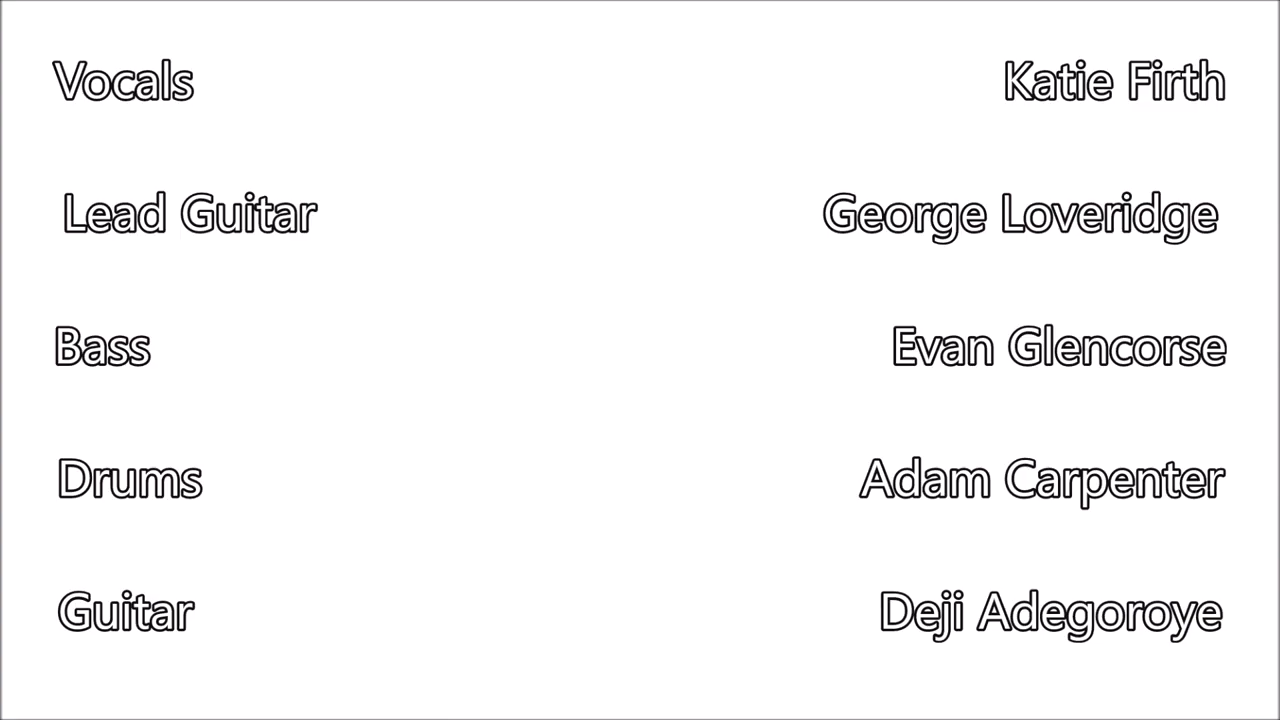 Vocals Katie Firth
Lead Guitar George Loveridge
Bass Evan Glencorse
Drums Adam Carpenter
Guitar Deji Adegoroye